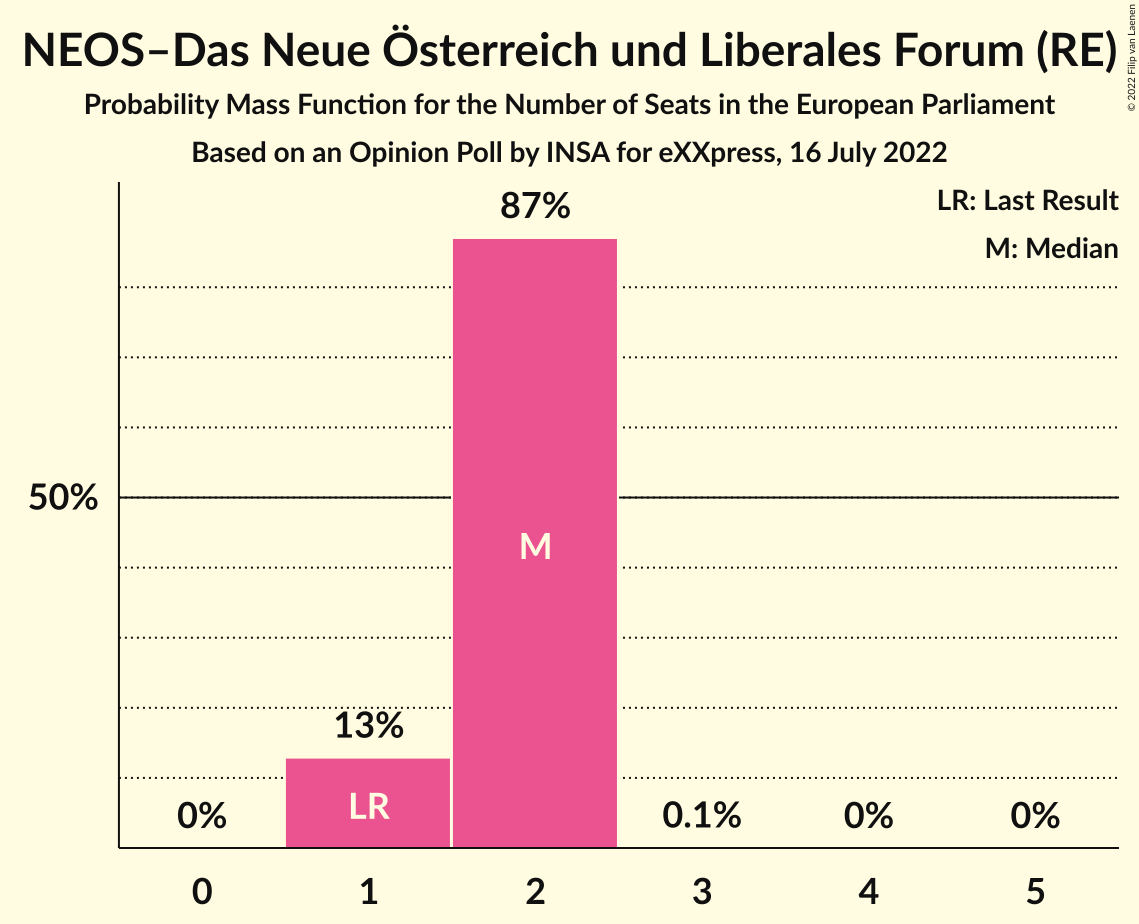 NEOS–Das Neue Österreich und Liberales Forum (RE)
Probability Mass Function for the Number of Seats in the European Parliament
Based on an Opinion Poll by INSA for eXXpress, 16 July 2022
© 2022 Filip van Laenen
LR: Last Result
M: Median
87%
50%
M
13%
LR
0%
0.1%
0%
0%
0 1 2 3 4 5